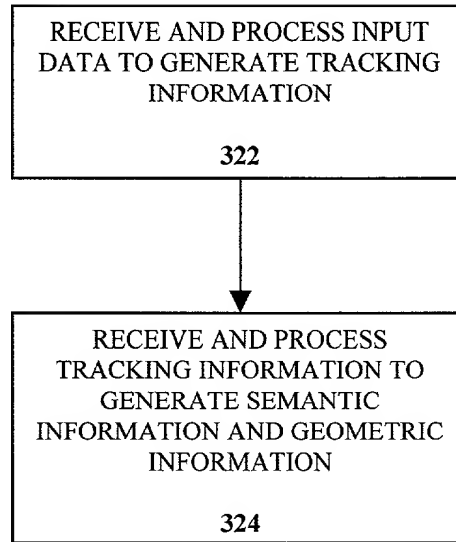 RECEIVE AND PROCESS INPUT
DATA TO GENERATE TRACKING
INFORMATION
322
RECEIVE AND PROCESS
TRACKING INFORMATION TO
GENERATE SEMANTIC
INFORMATION AND GEOMETRIC
INFORMATION
324